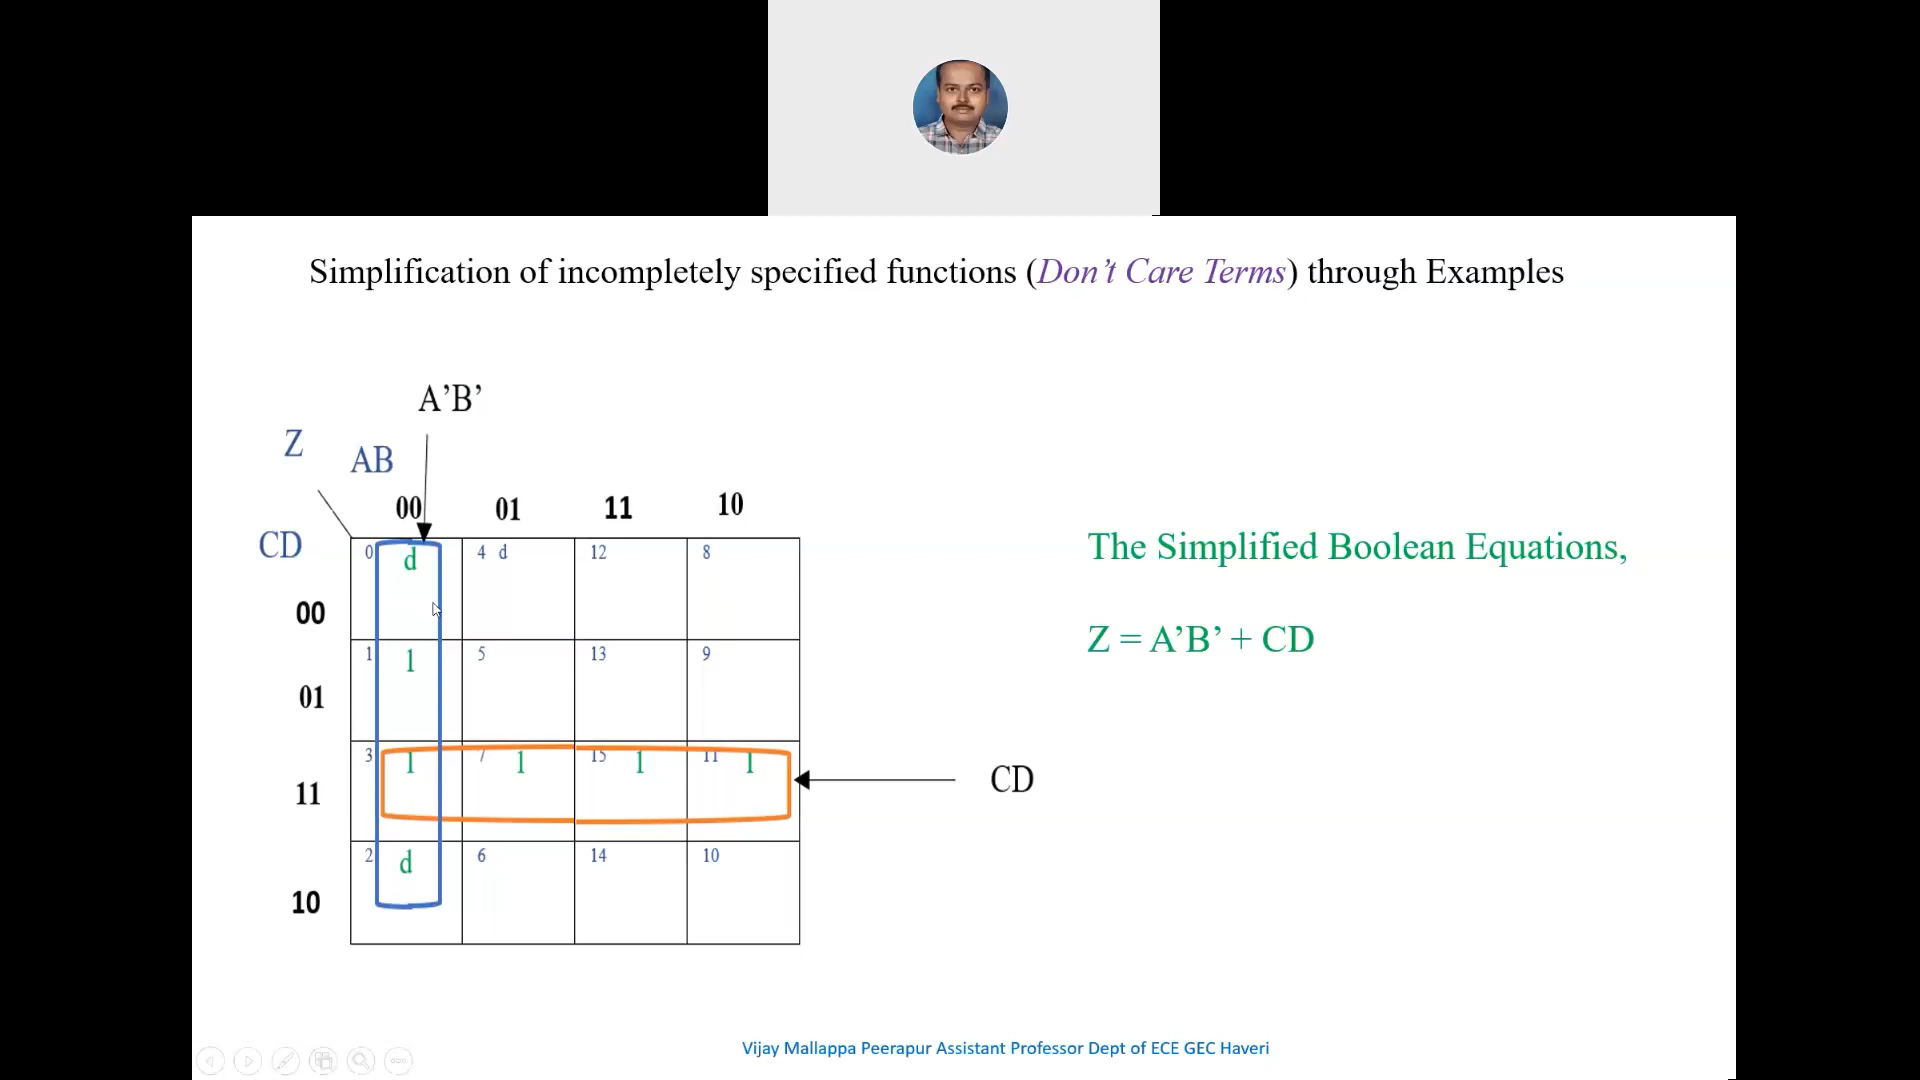 Simplification of incompletely specified functions (Don’t Care Terms) through Examples
A’B’
Z
AB
00 01 11 10
CD
0 d 4 d 12 8
00
1 1 5 13 9
01
3 1 7 1 15 1 11 1
11
CD
2 d 6 14 10
10
The Simplified Boolean Equations,
Z = A’B’ + CD
Vijay Mallappa Peerapur Assistant Professor Dept of ECE GEC Haveri